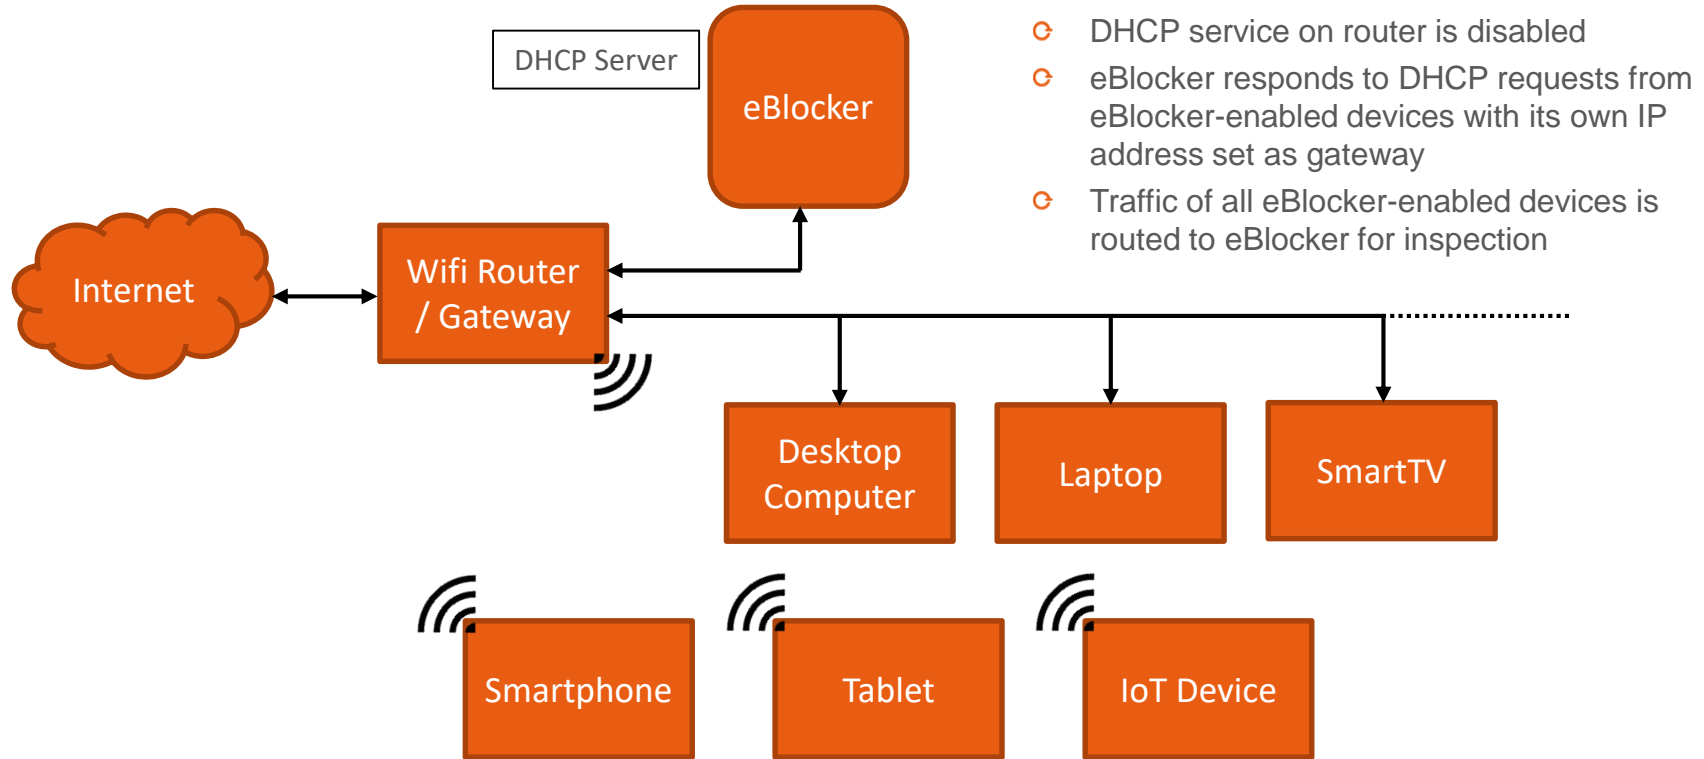 DHCP Server
eBlocker
DHCP service on router is disabled
eBlocker responds to DHCP requests from
eBlocker-enabled devices with its own IP
address set as gateway
Traffic of all eBlocker-enabled devices is
routed to eBlocker for inspection
Internet
Wifi Router
/ Gateway
Desktop
Computer
Laptop
SmartTV
Smartphone
Tablet
IoT Device